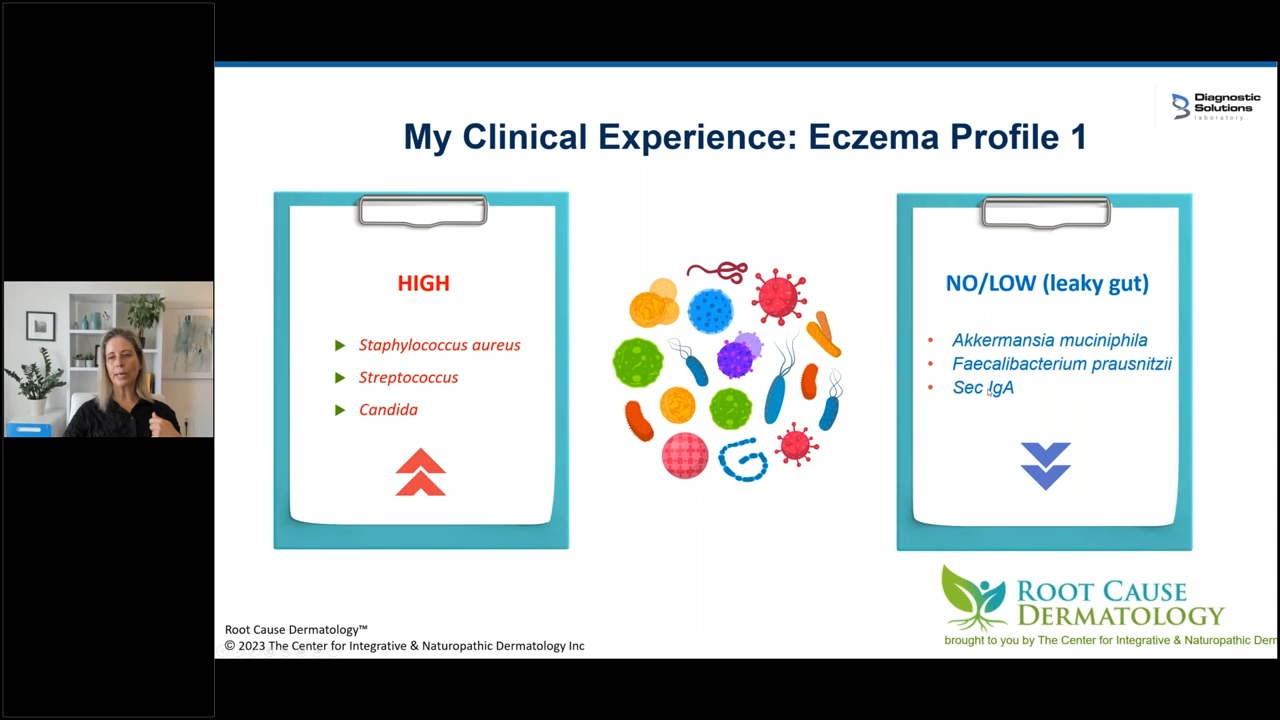 Diagnostic
Solutions
laboratory
My Clinical Experience: Eczema Profile 1
HIGH
Staphylococcus aureus
Streptococcus
Candida
NO/LOW (leaky gut)
Akkermansia muciniphila
Faecalibacterium prausnitzii
Sec IgA
ROOT CAUSE
DERMATOLOGY
brought to you by The Center for Integrative & Naturopathic Derm
Root Cause Dermatology™
© 2023 The Center for Integrative & Naturopathic Dermatology Inc